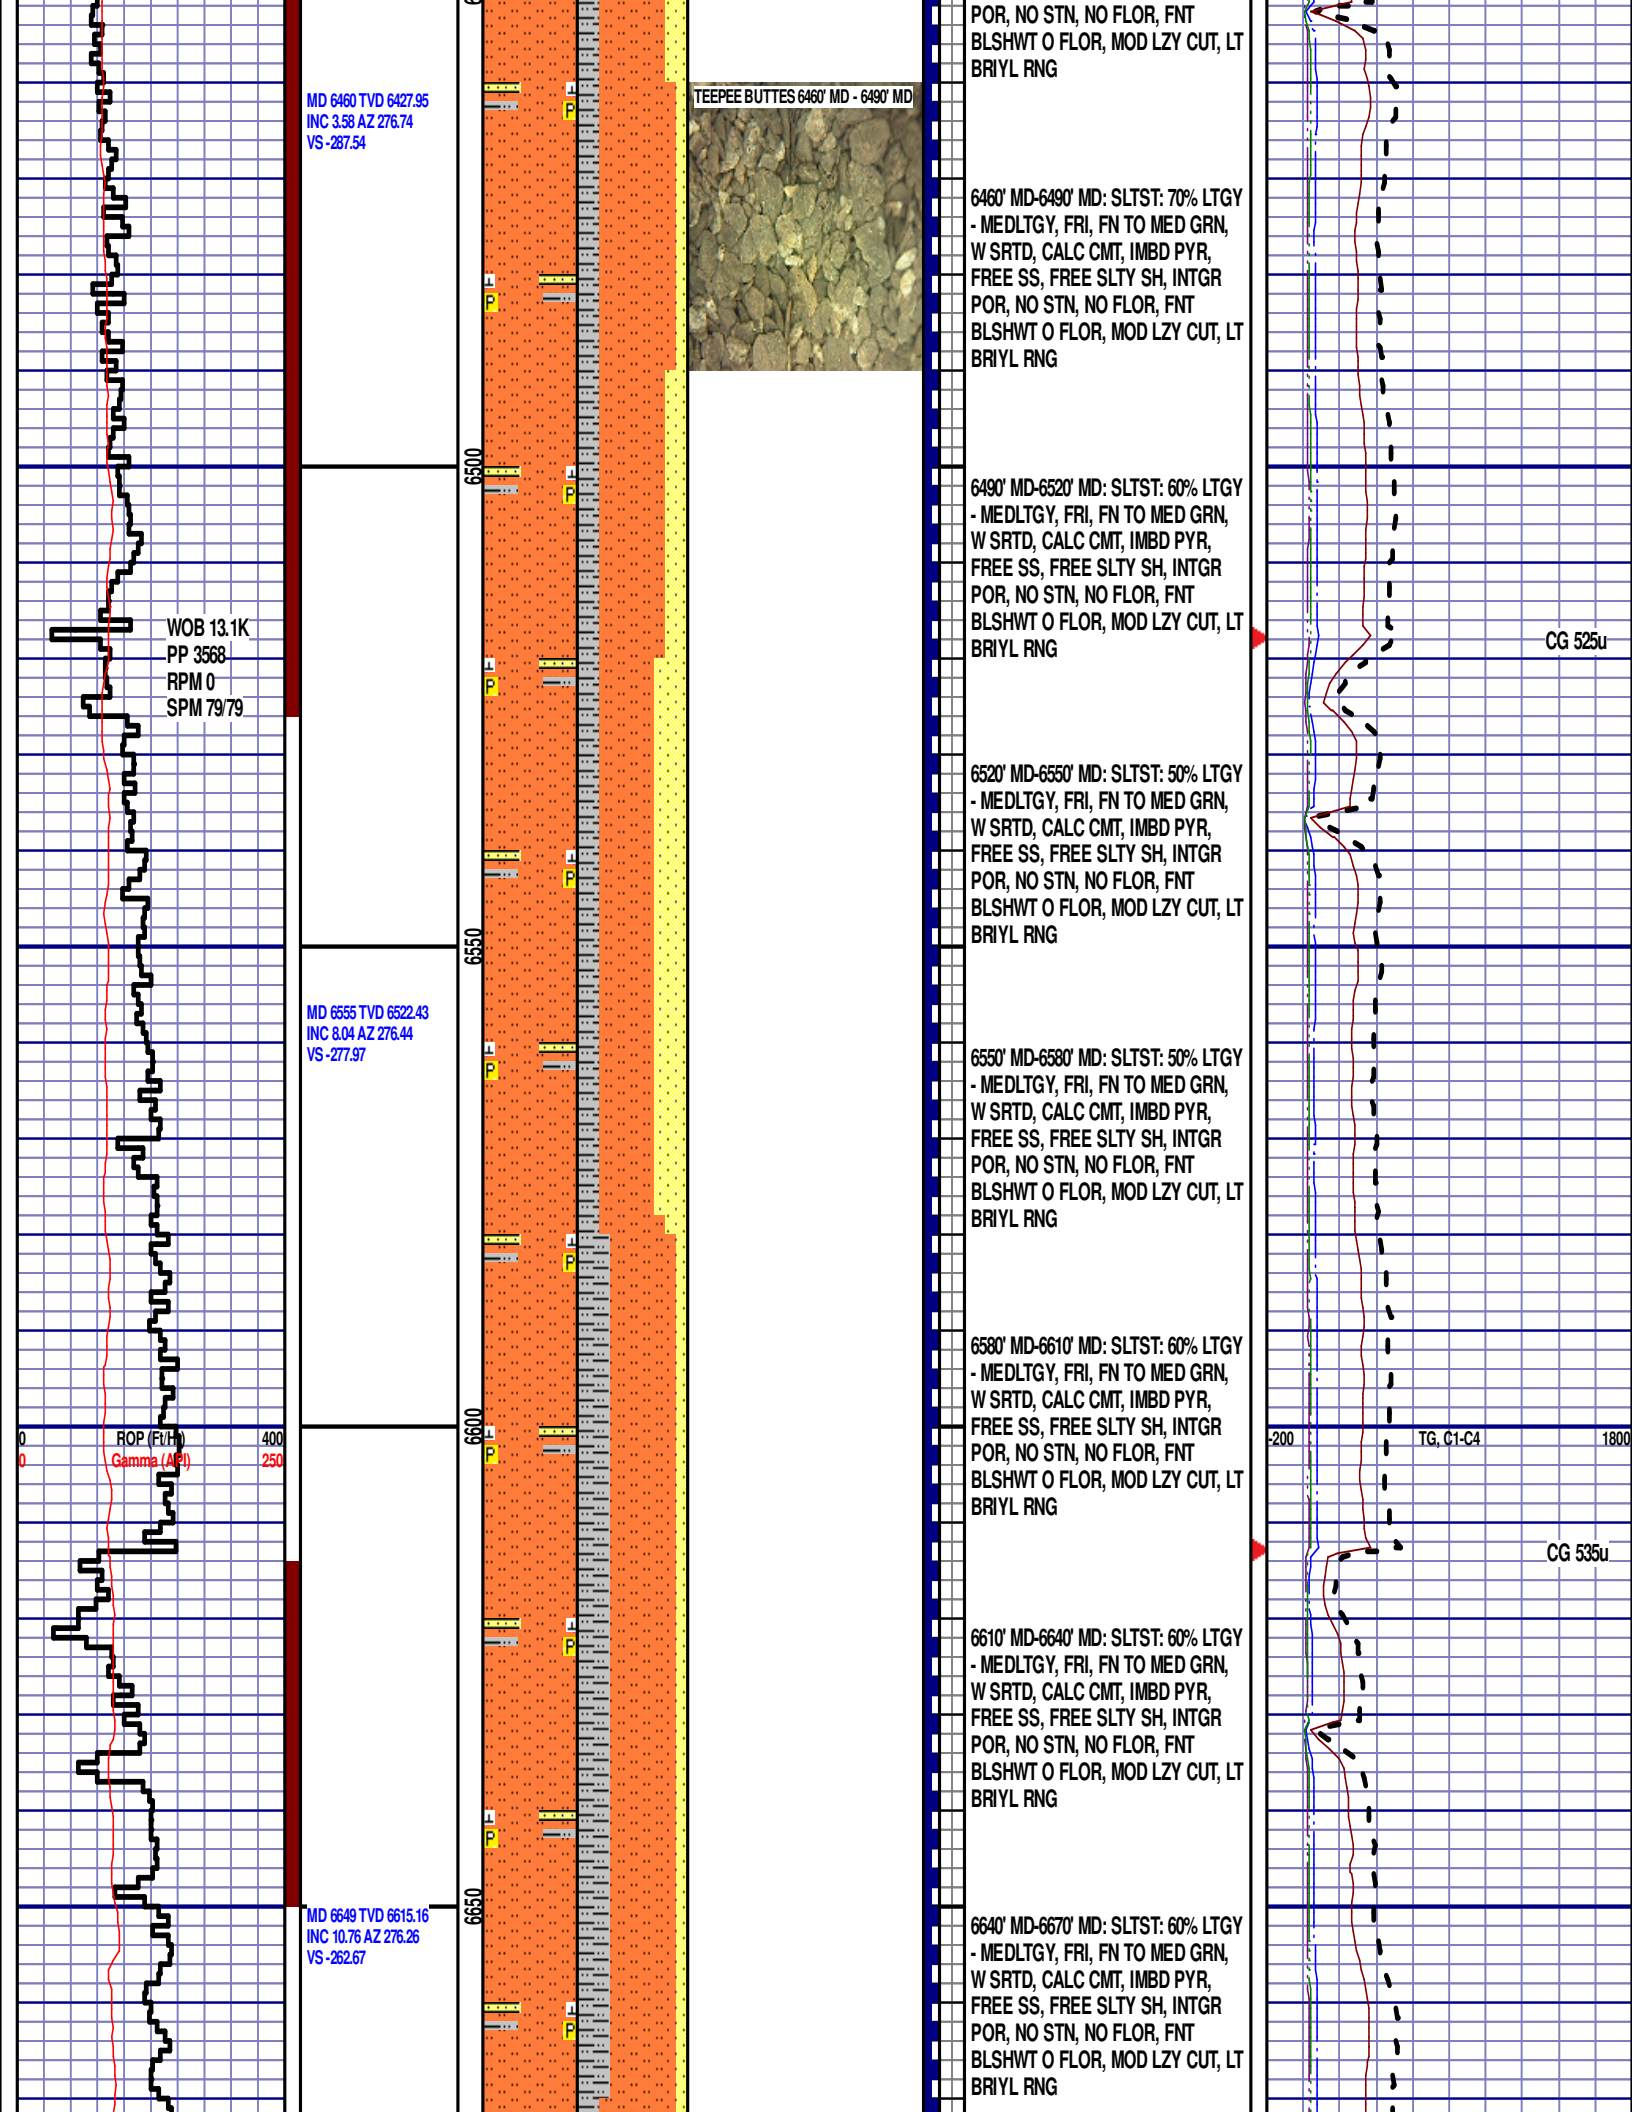 POR, NO STN, NO FLOR, FNT
BLSHWT O FLOR, MOD LZY CUT, LT
BRIYL RNG
MD 6460 TVD 6427.95
INC 3.58 AZ 276.74
VS -287.54
TEEPEE BUTTES 6460' MD - 6490' MD
P
6460' MD-6490' MD: SLTST: 70% LTGY
- MEDLTGY, FRI, FN TO MED GRN,
W SRTD, CALC CMT, IMBD PYR,
FREE SS, FREE SLTY SH, INTGR
POR, NO STN, NO FLOR, FNT
BLSHWT O FLOR, MOD LZY CUT, LT
BRIYL RNG
P
6500
P
6490' MD-6520' MD: SLTST: 60% LTGY
- MEDLTGY, FRI, FN TO MED GRN,
W SRTD, CALC CMT, IMBD PYR,
FREE SS, FREE SLTY SH, INTGR
POR, NO STN, NO FLOR, FNT
BLSHWT O FLOR, MOD LZY CUT, LT
BRIYL RNG
WOB 13.1K
PP 3568
RPM 0
SPM 79/79
CG 525u
P
6520' MD-6550' MD: SLTST: 50% LTGY
- MEDLTGY, FRI, FN TO MED GRN,
W SRTD, CALC CMT, IMBD PYR,
FREE SS, FREE SLTY SH, INTGR
POR, NO STN, NO FLOR, FNT
BLSHWT O FLOR, MOD LZY CUT, LT
BRIYL RNG
P
6550
MD 6555 TVD 6522.43
INC 8.04 AZ 276.44
VS -277.97
P
6550' MD-6580' MD: SLTST: 50% LTGY
- MEDLTGY, FRI, FN TO MED GRN,
W SRTD, CALC CMT, IMBD PYR,
FREE SS, FREE SLTY SH, INTGR
POR, NO STN, NO FLOR, FNT
BLSHWT O FLOR, MOD LZY CUT, LT
BRIYL RNG
P
6580' MD-6610' MD: SLTST: 60% LTGY
- MEDLTGY, FRI, FN TO MED GRN,
W SRTD, CALC CMT, IMBD PYR,
FREE SS, FREE SLTY SH, INTGR
POR, NO STN, NO FLOR, FNT
BLSHWT O FLOR, MOD LZY CUT, LT
BRIYL RNG
6600
0 ROP (Ft/Hr) 400
0 Gamma (API) 250
P
-200 TG, C1-C4 1800
CG 535u
P
6610' MD-6640' MD: SLTST: 60% LTGY
- MEDLTGY, FRI, FN TO MED GRN,
W SRTD, CALC CMT, IMBD PYR,
FREE SS, FREE SLTY SH, INTGR
POR, NO STN, NO FLOR, FNT
BLSHWT O FLOR, MOD LZY CUT, LT
BRIYL RNG
P
6650
MD 6649 TVD 6615.16
INC 10.76 AZ 276.26
VS -262.67
P
6640' MD-6670' MD: SLTST: 60% LTGY
- MEDLTGY, FRI, FN TO MED GRN,
W SRTD, CALC CMT, IMBD PYR,
FREE SS, FREE SLTY SH, INTGR
POR, NO STN, NO FLOR, FNT
BLSHWT O FLOR, MOD LZY CUT, LT
BRIYL RNG